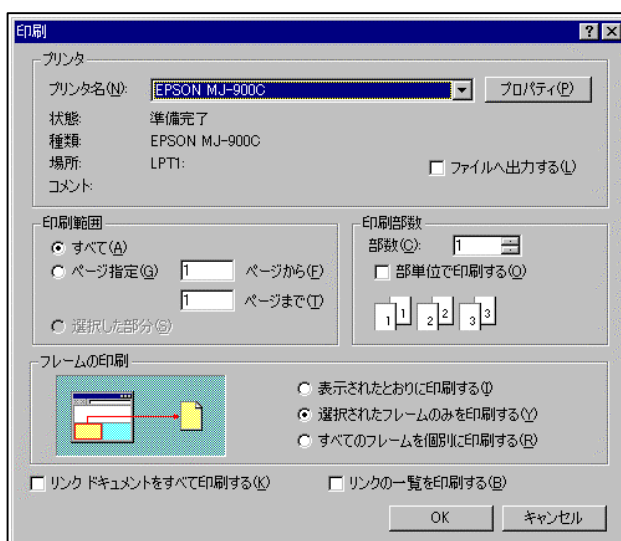 印刷
プリンタ
プリンタ名(N): EPSON MJ-900C プロパティ(P)
状態: 準備完了
種類: EPSON MJ-900C
場所: LPT1: ファイルへ出力する(L)
コメント:
印刷範囲
すべて(A)
ページ指定(G) 1 ページから(F)
1 ページまで(T)
選択した部分(S)
印刷部数
部数(C): 1
部単位で印刷する(O)
1 1 2 2 3 3
フレームの印刷
表示されたとおりに印刷する(I)
選択されたフレームのみを印刷する(Y)
すべてのフレームを個別に印刷する(R)
リンク ドキュメントをすべて印刷する(K) リンクの一覧を印刷する(B)
OK キャンセル